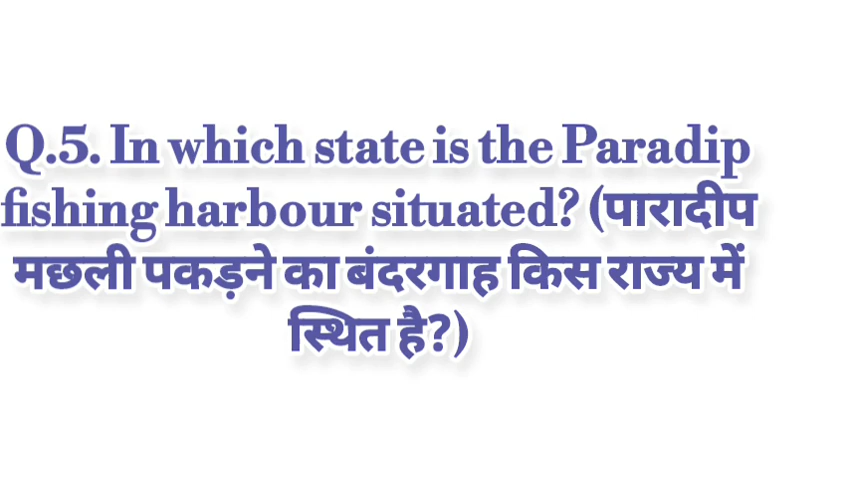 Q.5. In which state is the Paradip
fishing harbour situated? (पारादीप
मछली पकड़ने का बंदरगाह किस राज्य में
स्थित है?)